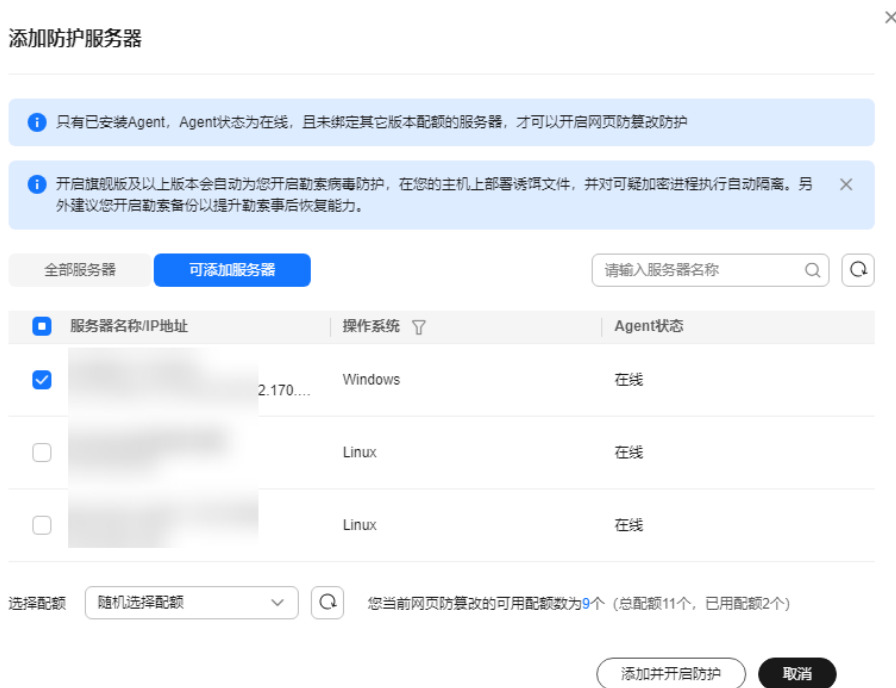 添加防护服务器
只有已安装Agent，Agent状态为在线，且未绑定其它版本配额的服务器，才可以开启网页防篡改防护
开启旗舰版及以上版本会自动为您开启勒索病毒防护，在您的主机上部署诱饵文件，并对可疑加密进程执行自动隔离。另
外建议您开启勒索备份以提升勒索事后恢复能力。
全部服务器 可添加服务器 请输入服务器名称
服务器名称/IP地址 操作系统 Agent状态
2.170.... Windows 在线
Linux 在线
Linux 在线
选择配额 随机选择配额 您当前网页防篡改的可用配额数为9个（总配额11个，已用配额2个）
添加并开启防护 取消